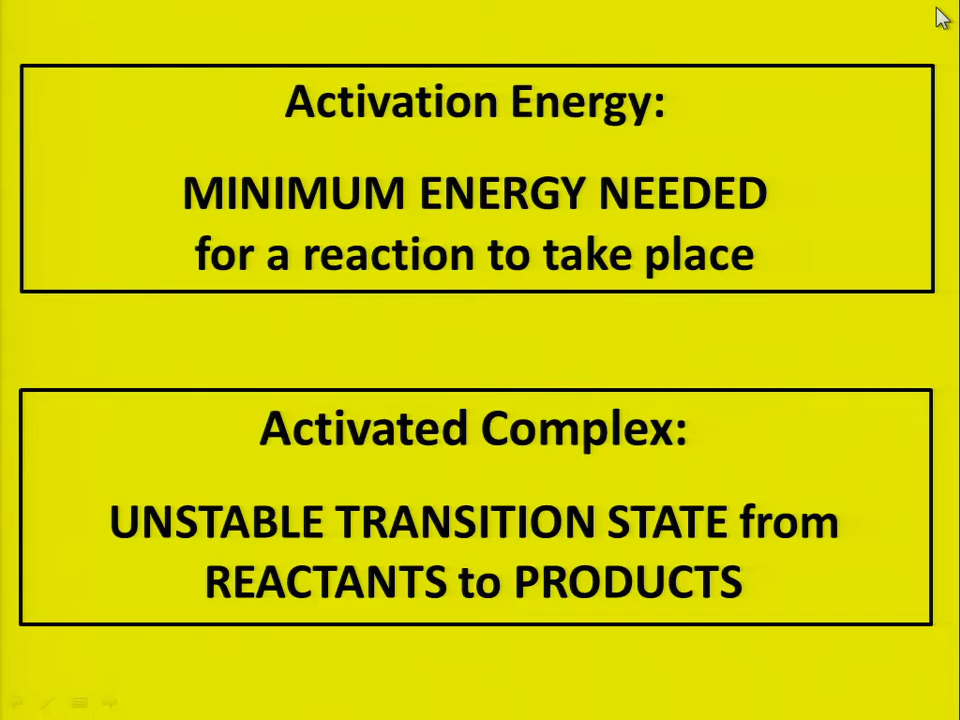 Activation Energy:
MINIMUM ENERGY NEEDED
for a reaction to take place
Activated Complex:
UNSTABLE TRANSITION STATE from
REACTANTS to PRODUCTS